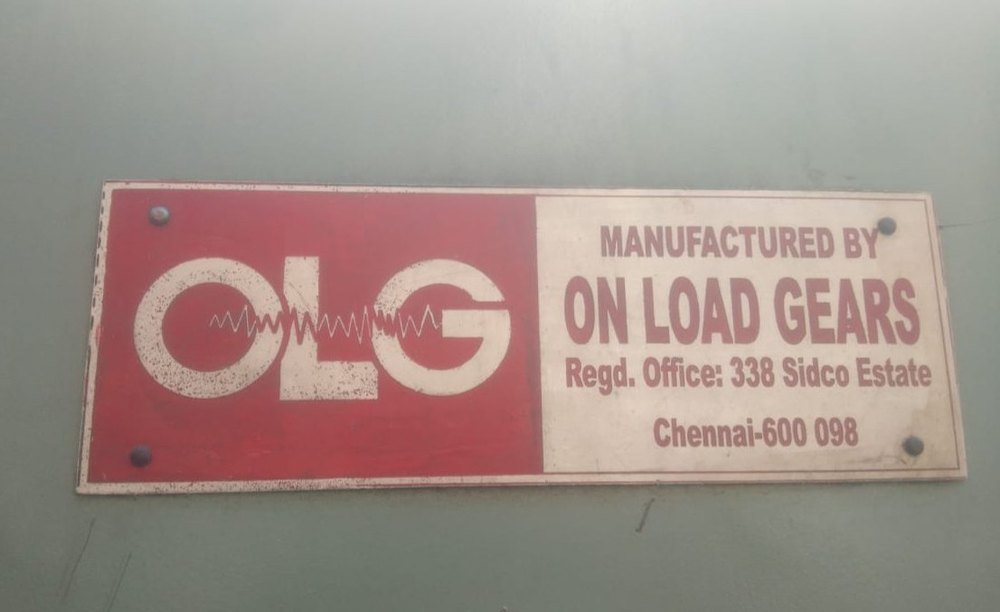 OLG
MANUFACTURED BY
ON LOAD GEARS
Regd. Office: 338 Sidco Estate
Chennai-600 098